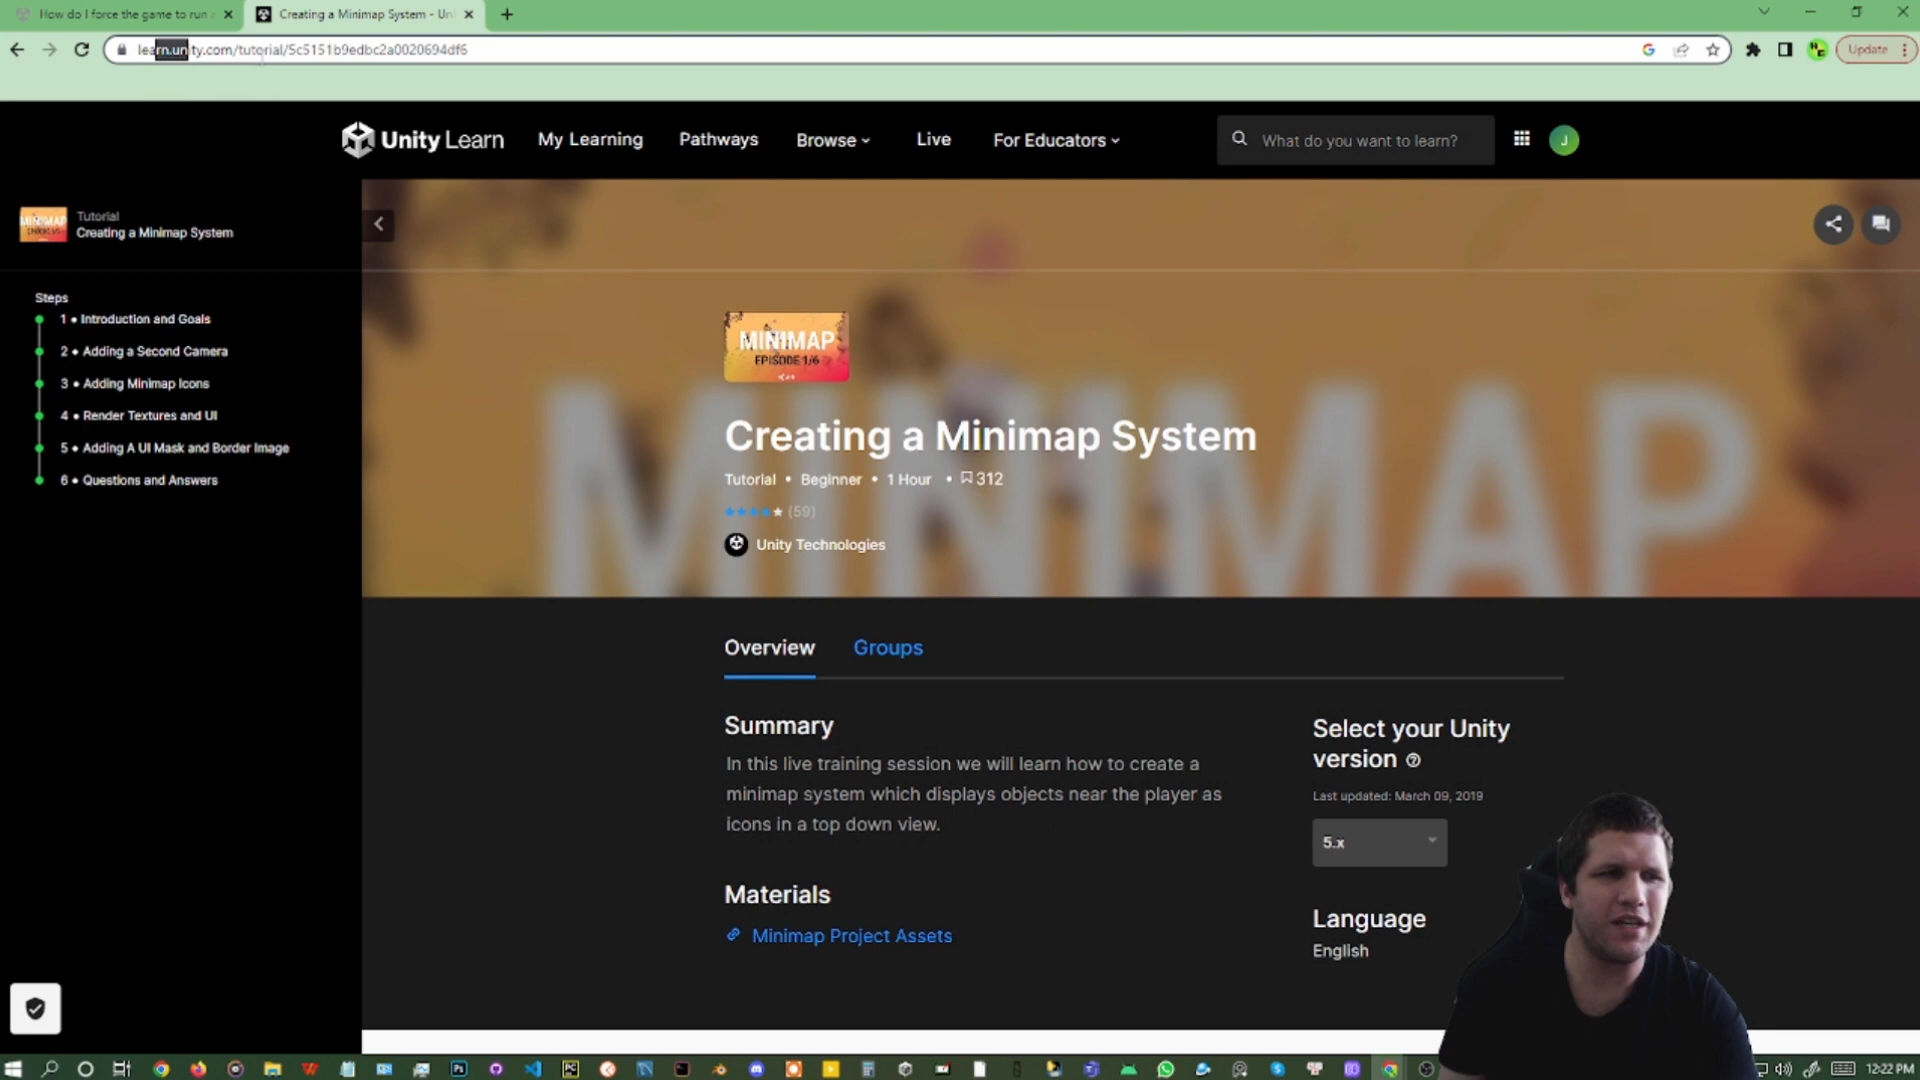 How do I force the game to run
Creating a Minimap System - Uni
learn.unity.com/tutorial/5c5151b9edbc2a0020694df6
Update
Unity Learn
My Learning
Pathways
Browse
Live
For Educators
What do you want to learn?
J
MINIMAP
Tutorial
Creating a Minimap System
Steps
1 • Introduction and Goals
2 • Adding a Second Camera
3 • Adding Minimap Icons
4 • Render Textures and UI
5 • Adding A UI Mask and Border Image
6 • Questions and Answers
MINIMAP
MINIMAP
EPISODE 1/6
Creating a Minimap System
Tutorial • Beginner • 1 Hour • 312
(59)
Unity Technologies
Overview
Groups
Summary
In this live training session we will learn how to create a
minimap system which displays objects near the player as
icons in a top down view.
Materials
Minimap Project Assets
Select your Unity
version
Last updated: March 09, 2019
5.x
Language
English
12:22 PM